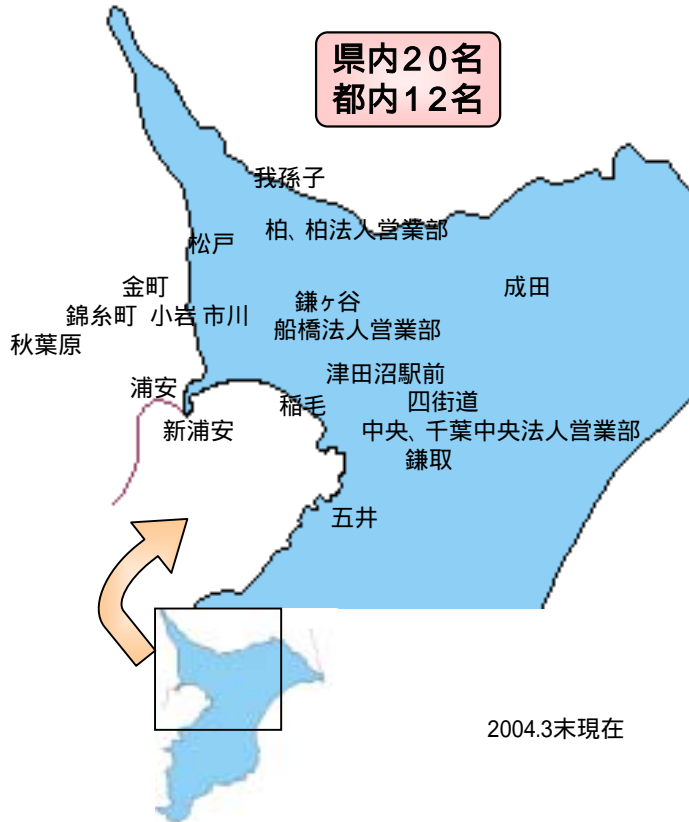 県内20名
都内12名
我孫子
柏、柏法人営業部
松戸
金町
成田
鎌ヶ谷
錦糸町 小岩 市川
船橋法人営業部
秋葉原
津田沼駅前
浦安
稲毛
四街道
新浦安
中央、千葉中央法人営業部
鎌取
五井
2004.3末現在